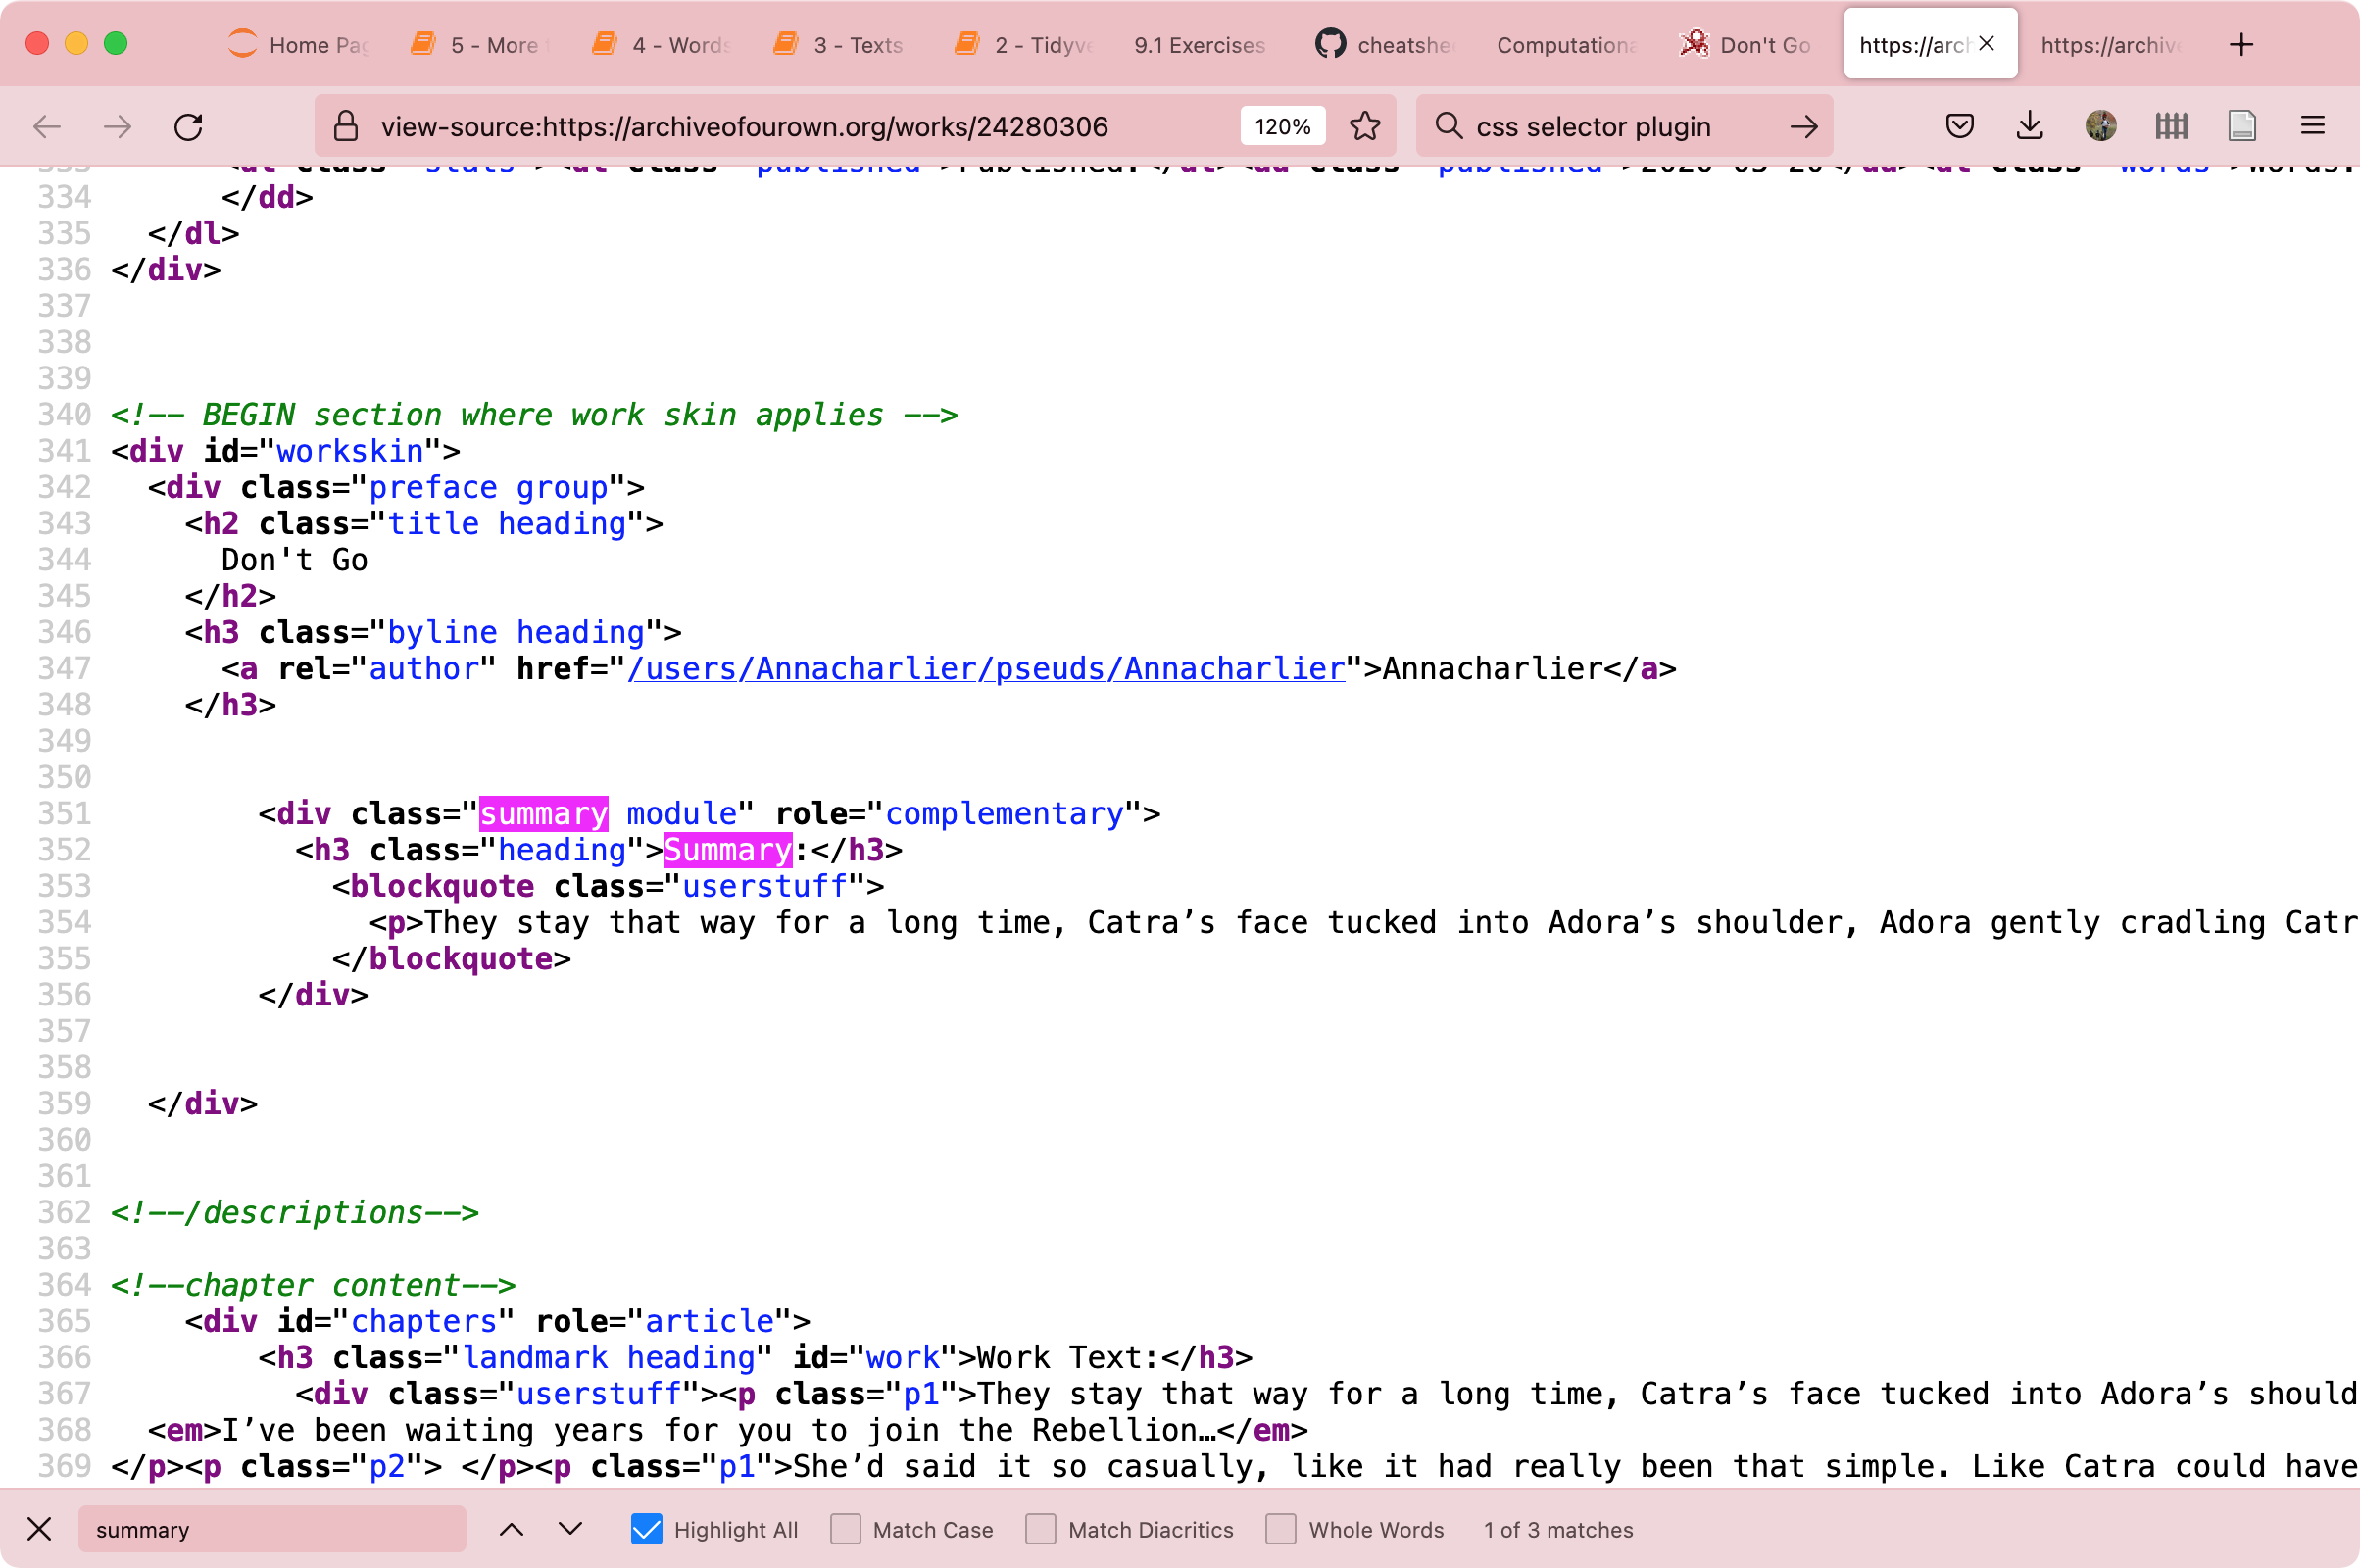 Home Pag
5 - More
4 - Words
3 - Texts
2 - Tidyve
9.1 Exercises
cheatshe
Computationa
Don't Go
https://arch
https://archive
view-source:https://archiveofourown.org/works/24280306
120%
css selector plugin
334 </dd>
335 </dl>
336 </div>
337
338
339
340 <!-- BEGIN section where work skin applies -->
341 <div id="workskin">
342 <div class="preface group">
343 <h2 class="title heading">
344 Don't Go
345 </h2>
346 <h3 class="byline heading">
347 <a rel="author" href="/users/Annacharlier/pseuds/Annacharlier">Annacharlier</a>
348 </h3>
349
350
351 <div class="summary module" role="complementary">
352 <h3 class="heading">Summary:</h3>
353 <blockquote class="userstuff">
354 <p>They stay that way for a long time, Catra’s face tucked into Adora’s shoulder, Adora gently cradling Catr
355 </blockquote>
356 </div>
357
358
359 </div>
360
361
362 <!--/descriptions-->
363
364 <!--chapter content-->
365 <div id="chapters" role="article">
366 <h3 class="landmark heading" id="work">Work Text:</h3>
367 <div class="userstuff"><p class="p1">They stay that way for a long time, Catra’s face tucked into Adora’s should
368 <em>I’ve been waiting years for you to join the Rebellion…</em>
369 </p><p class="p2"> </p><p class="p1">She’d said it so casually, like it had really been that simple. Like Catra could have
summary
Highlight All
Match Case
Match Diacritics
Whole Words
1 of 3 matches